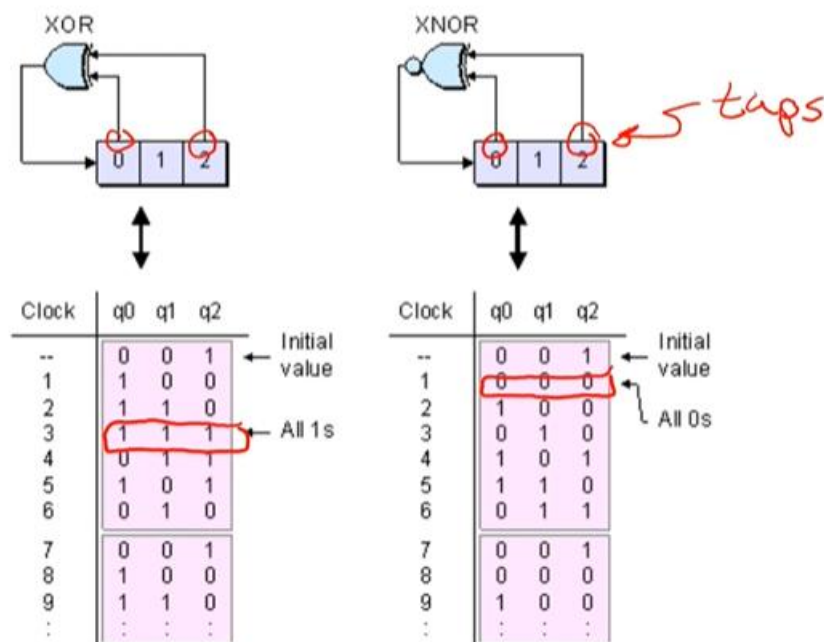 XOR
XNOR
taps
0 1 2
0 1 2
Clock q0 q1 q2
-- 0 0 1 Initial value
1 1 0 0
2 1 1 0
3 1 1 1 All 1s
4 0 1 1
5 1 0 1
6 0 1 0
7 0 0 1
8 1 0 0
9 1 1 0
: : : :
Clock q0 q1 q2
-- 0 0 1 Initial value
1 0 0 0 All 0s
2 1 0 0
3 0 1 0
4 1 0 1
5 1 1 0
6 0 1 1
7 0 0 1
8 0 0 0
9 1 0 0
: : : :